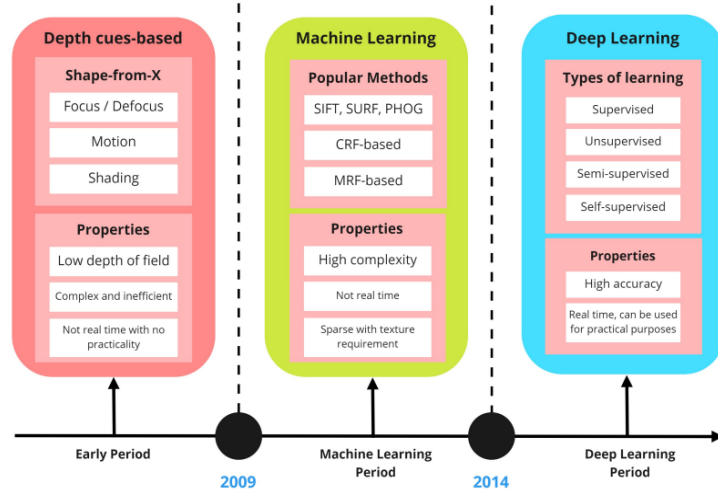 Depth cues-based
Shape-from-X
Focus / Defocus
Motion
Shading
Properties
Low depth of field
Complex and inefficient
Not real time with no
practicality
Machine Learning
Popular Methods
SIFT, SURF, PHOG
CRF-based
MRF-based
Properties
High complexity
Not real time
Sparse with texture
requirement
Deep Learning
Types of learning
Supervised
Unsupervised
Semi-supervised
Self-supervised
Properties
High accuracy
Real time, can be used
for practical purposes
Early Period
2009
Machine Learning
Period
2014
Deep Learning
Period